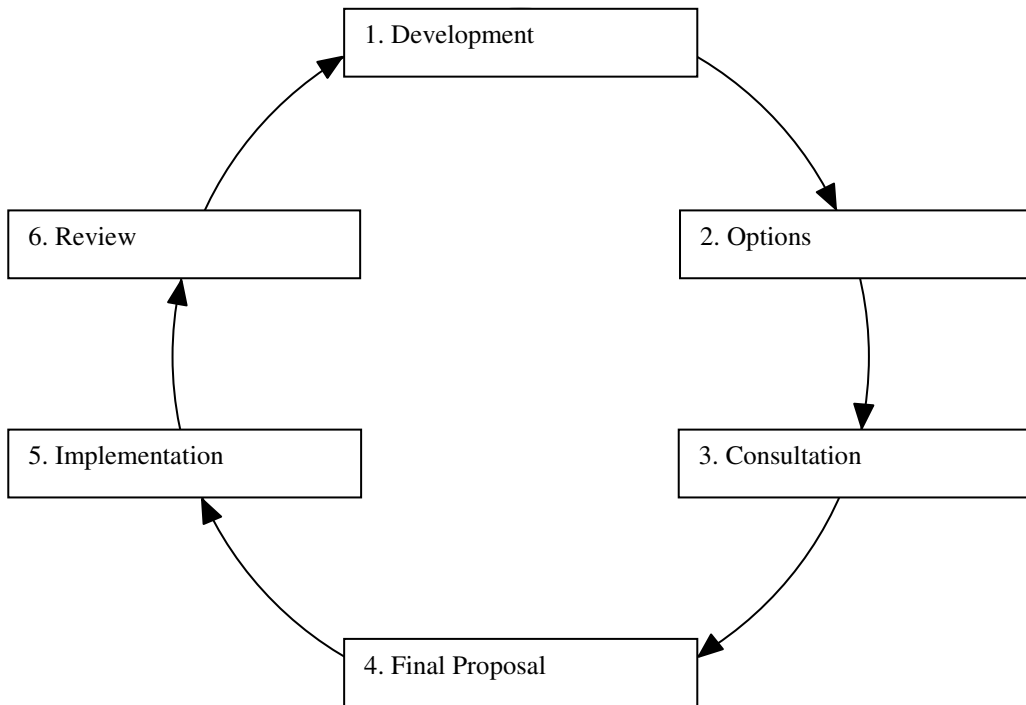 1. Development
2. Options
3. Consultation
4. Final Proposal
5. Implementation
6. Review